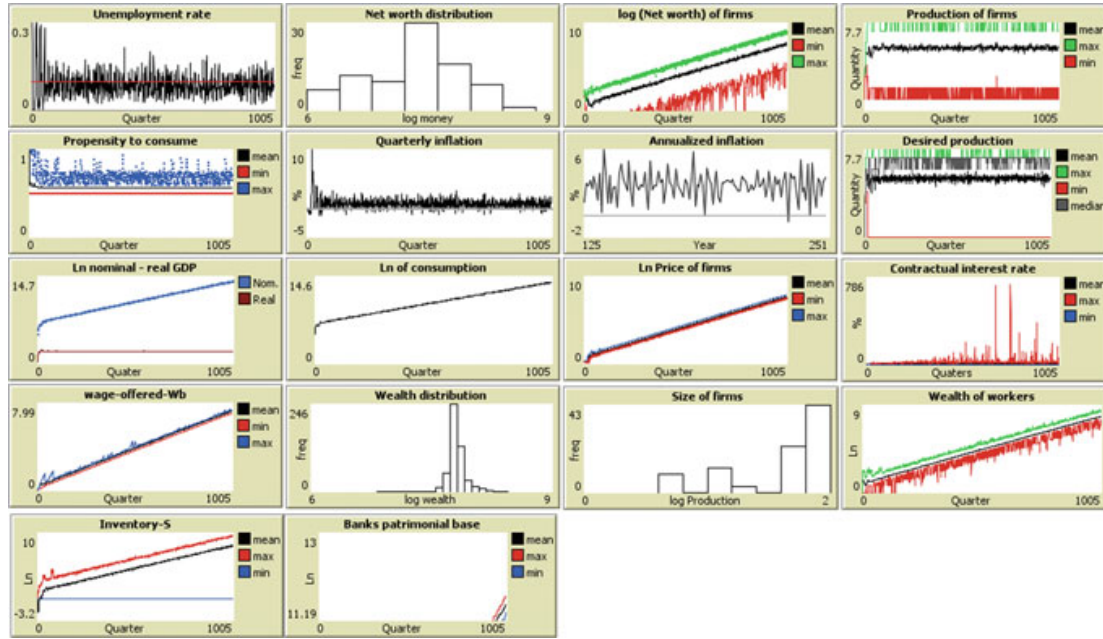 Unemployment rate
0.3
0
0
Quarter
1005
Net worth distribution
30
freq
0
6
log money
9
log (Net worth) of firms
10
0
0
Quarter
1005
mean
min
max
Production of firms
7.7
Quantity
0
0
Quarter
1005
mean
max
min
Propensity to consume
1
0
0
Quarter
1005
mean
min
max
Quarterly inflation
10
%
-5
0
Quarter
1005
Annualized inflation
6
%
-2
125
Year
251
Desired production
7.7
Quantity
0
0
Quarter
1005
mean
max
min
median
Ln nominal - real GDP
14.7
0
0
Quarter
1005
Nom.
Real
Ln of consumption
14.6
0
0
Quarter
1005
Ln Price of firms
10
0
0
Quarter
1005
mean
min
max
Contractual interest rate
786
%
0
0
Quaters
1005
mean
max
min
wage-offered-Wb
7.99
0
0
Quarter
1005
mean
min
max
Wealth distribution
246
Freq
0
6
log wealth
9
Size of firms
43
freq
0
0
log Production
2
Wealth of workers
9
Ln
0
0
Quarter
1005
mean
max
min
Inventory-S
10
Ln
-3.2
0
Quarter
1005
mean
max
min
Banks patrimonial base
13
Ln
11.19
0
Quarter
1005
mean
max
min